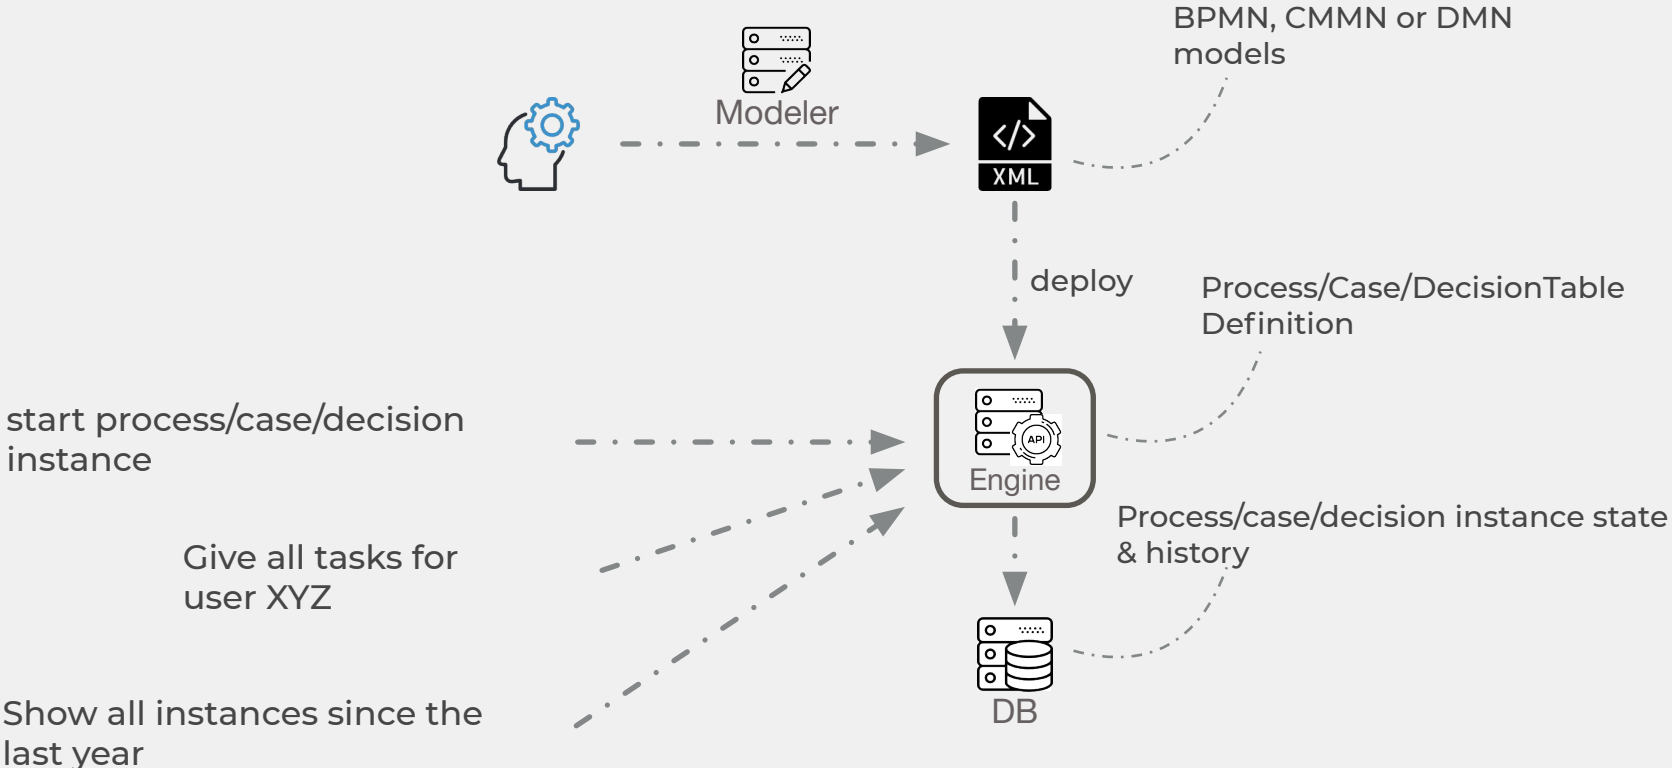 BPMN, CMMN or DMN
models
Modeler
</>
XML
deploy
Process/Case/DecisionTable
Definition
start process/case/decision
instance
API
Engine
Process/case/decision instance state
& history
Give all tasks for
user XYZ
DB
Show all instances since the
last year